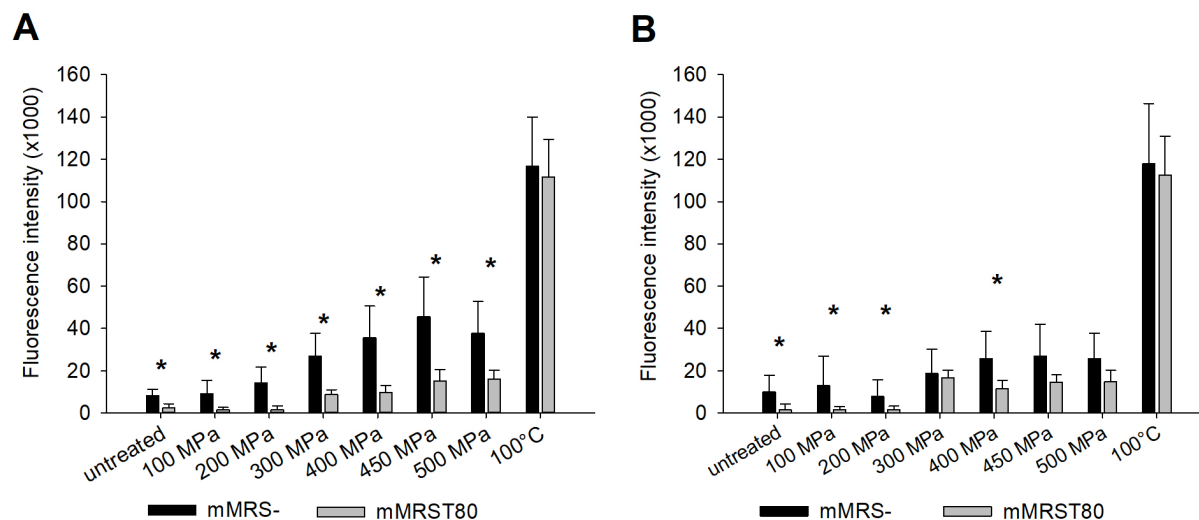 A
Fluorescence intensity (x1000)
160
140
120
100
80
60
40
20
0
*
*
*
*
*
*
*
untreated
100 MPa
200 MPa
300 MPa
400 MPa
450 MPa
500 MPa
100°C
mMRS- mMRST80
B
Fluorescence intensity (x1000)
160
140
120
100
80
60
40
20
0
*
*
*
*
untreated
100 MPa
200 MPa
300 MPa
400 MPa
450 MPa
500 MPa
100°C
mMRS- mMRST80